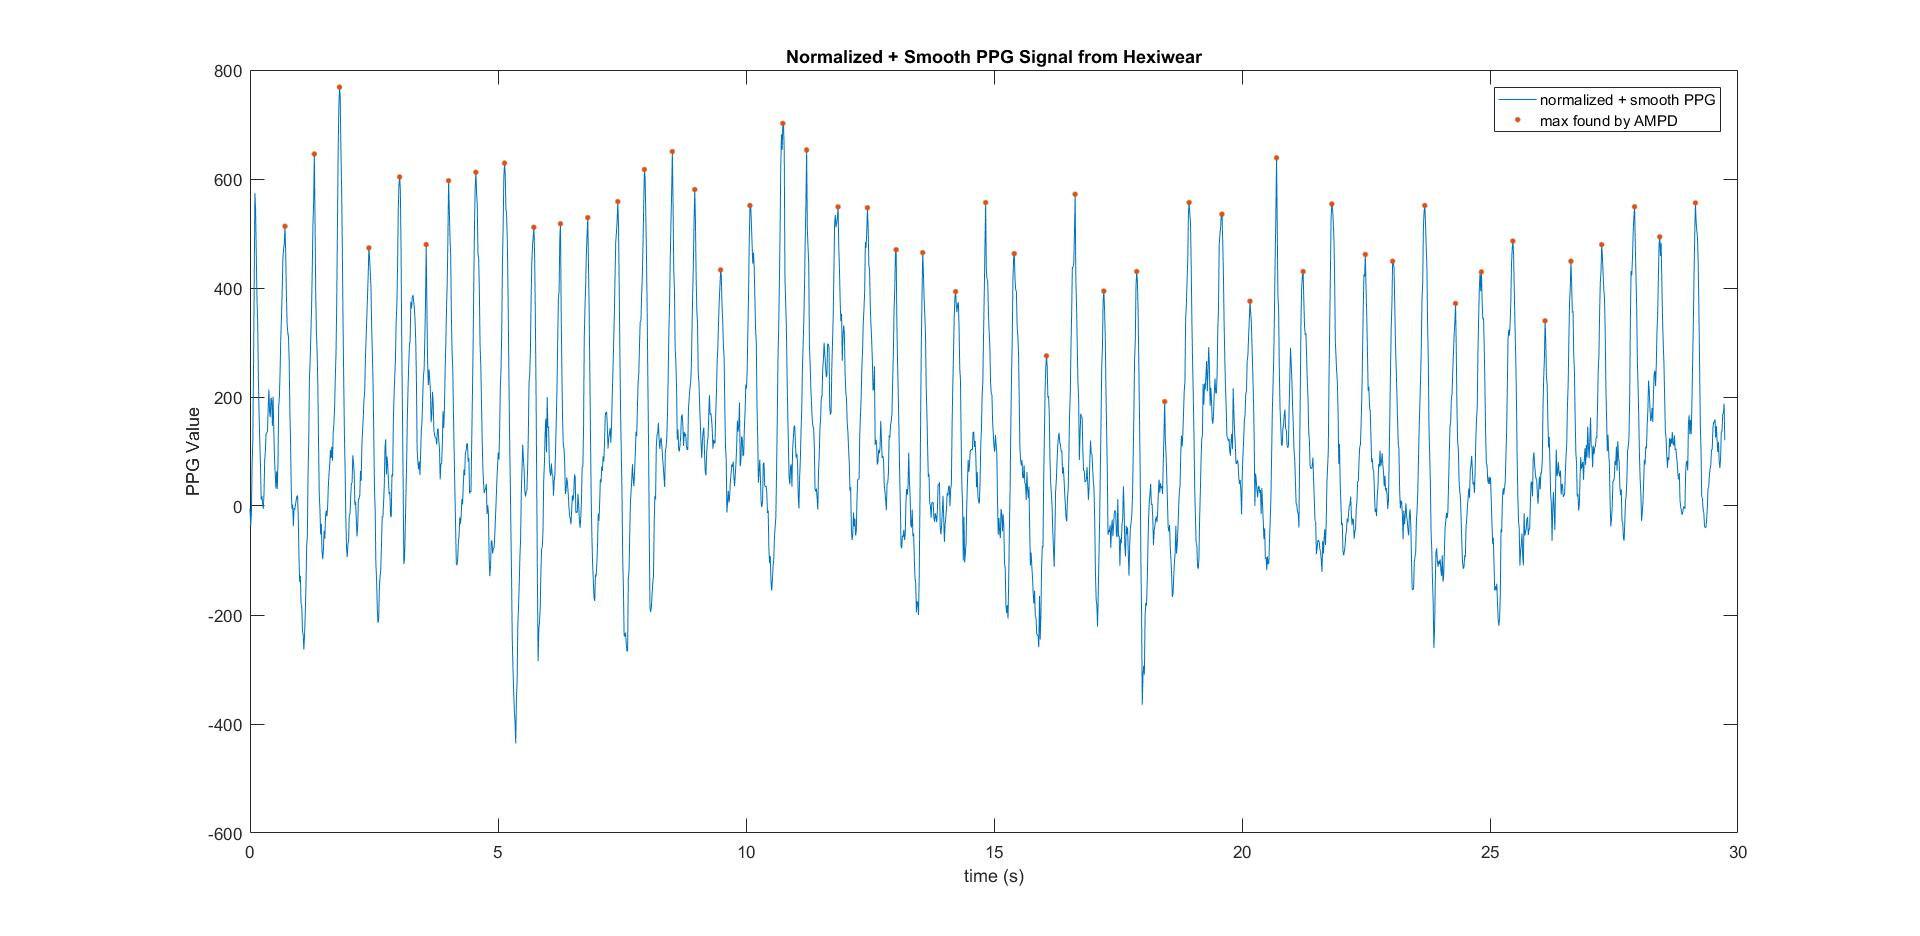 Normalized + Smooth PPG Signal from Hexiwear
800
600
400
200
0
-200
-400
-600
PPG Value
normalized + smooth PPG
max found by AMPD
0 5 10 15 20 25 30
time (s)